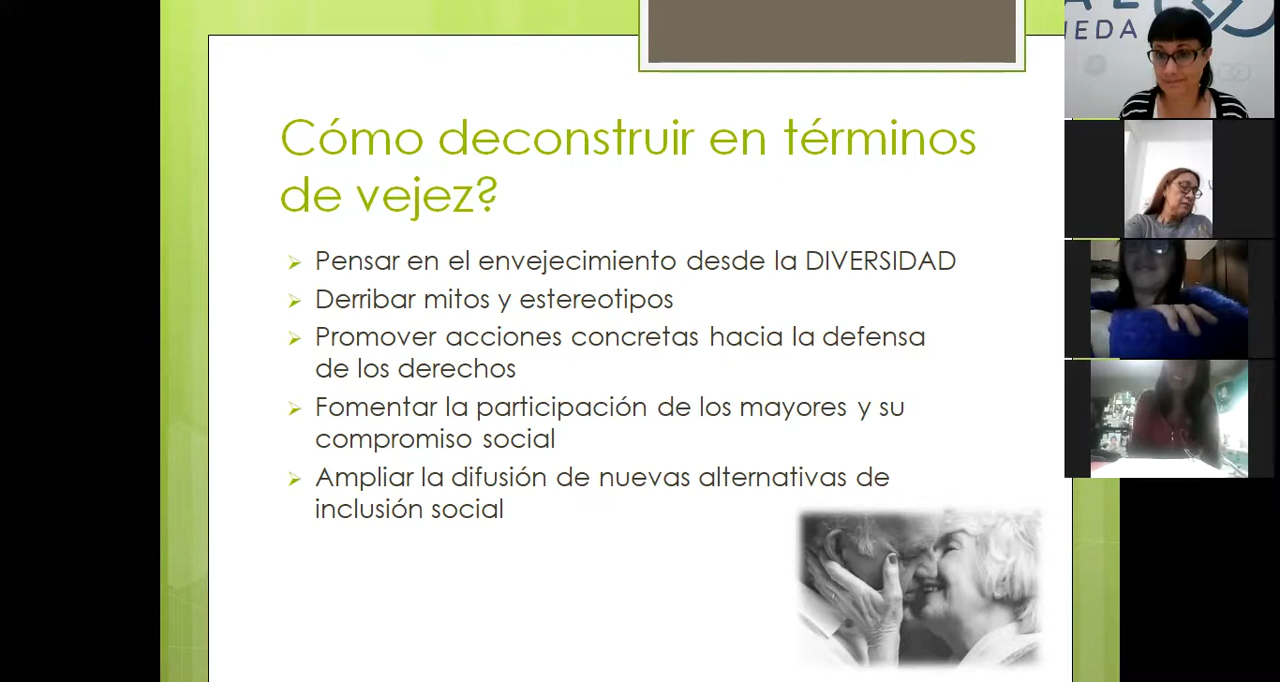 Cómo deconstruir en términos
de vejez?
Pensar en el envejecimiento desde la DIVERSIDAD
Derribar mitos y estereotipos
Promover acciones concretas hacia la defensa
de los derechos
Fomentar la participación de los mayores y su
compromiso social
Ampliar la difusión de nuevas alternativas de
inclusión social